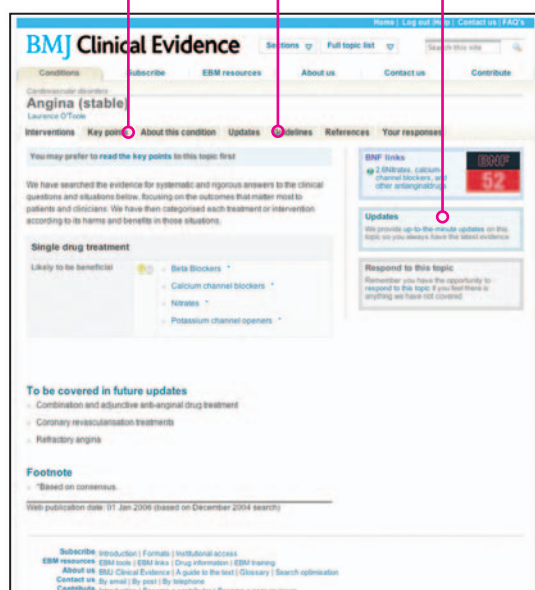 Home | Log out | Help | Contact us | FAQ's
BMJ Clinical Evidence
Sections Full topic list Search this site
Conditions Subscribe EBM resources About us Contact us Contribute
Cardiovascular disorders
Angina (stable)
Laurence O'Toole
Interventions Key points About this condition Updates Guidelines References Your responses
You may prefer to read the key points to this topic first
We have searched the evidence for systematic and rigorous answers to the clinical
questions and situations below, focusing on the outcomes that matter most to
patients and clinicians. We have then categorised each treatment or intervention
according to its harms and benefits in those situations.
Single drug treatment
Likely to be beneficial
Beta Blockers *
Calcium channel blockers *
Nitrates *
Potassium channel openers *
BNF links
2.6Nitrates, calcium-
channel blockers, and
other antianginaldrugs
BNF
52
Updates
We provide up-to-the-minute updates on this
topic so you always have the latest evidence
Respond to this topic
Remember you have the opportunity to
respond to this topic if you feel there is
anything we have not covered
To be covered in future updates
Combination and adjunctive anti-anginal drug treatment
Coronary revascularisation treatments
Refractory angina
Footnote
*Based on consensus.
Web publication date: 01 Jan 2006 (based on December 2004 search)
Subscribe Introduction | Formats | Institutional access
EBM resources EBM tools | EBM links | Drug information | EBM training
About us BMJ Clinical Evidence | A guide to the text | Glossary | Search optimisation
Contact us By email | By post | By telephone
Contribute Introduction | Become a contributor | Become a peer reviewer